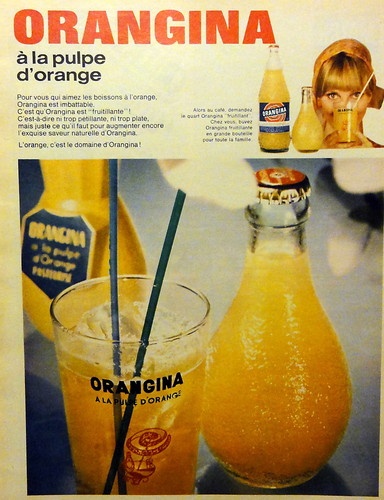 ORANGINA
à la pulpe
d'orange
Pour vous qui aimez les boissons à l'orange,
Orangina est imbattable.
C'est qu'Orangina est "fruitillante" !
C'est-à-dire ni trop pétillante, ni trop plate,
mais juste ce qu'il faut pour augmenter encore
l'exquise saveur naturelle d'Orangina.
L'orange, c'est le domaine d'Orangina !
Alors au café, demandez
le quart Orangina "fruitillant".
Chez vous, buvez
Orangina fruitillante
en grande bouteille
pour toute la famille.
ORANGINA
ORANGINA
à la pulpe
d'Orange
ORANGINA
A LA PULPE D'ORANGE